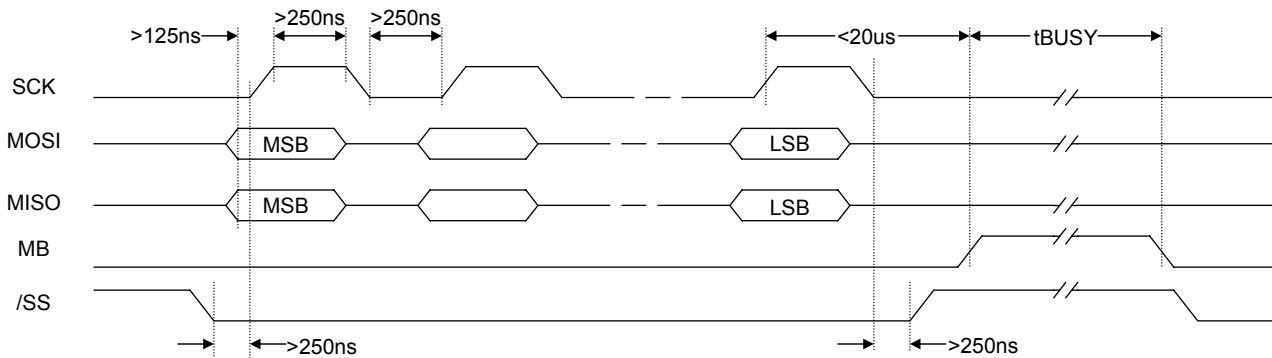 >250ns >250ns
>125ns <20us tBUSY
SCK
MOSI MSB LSB
MISO MSB LSB
MB
/SS
>250ns >250ns